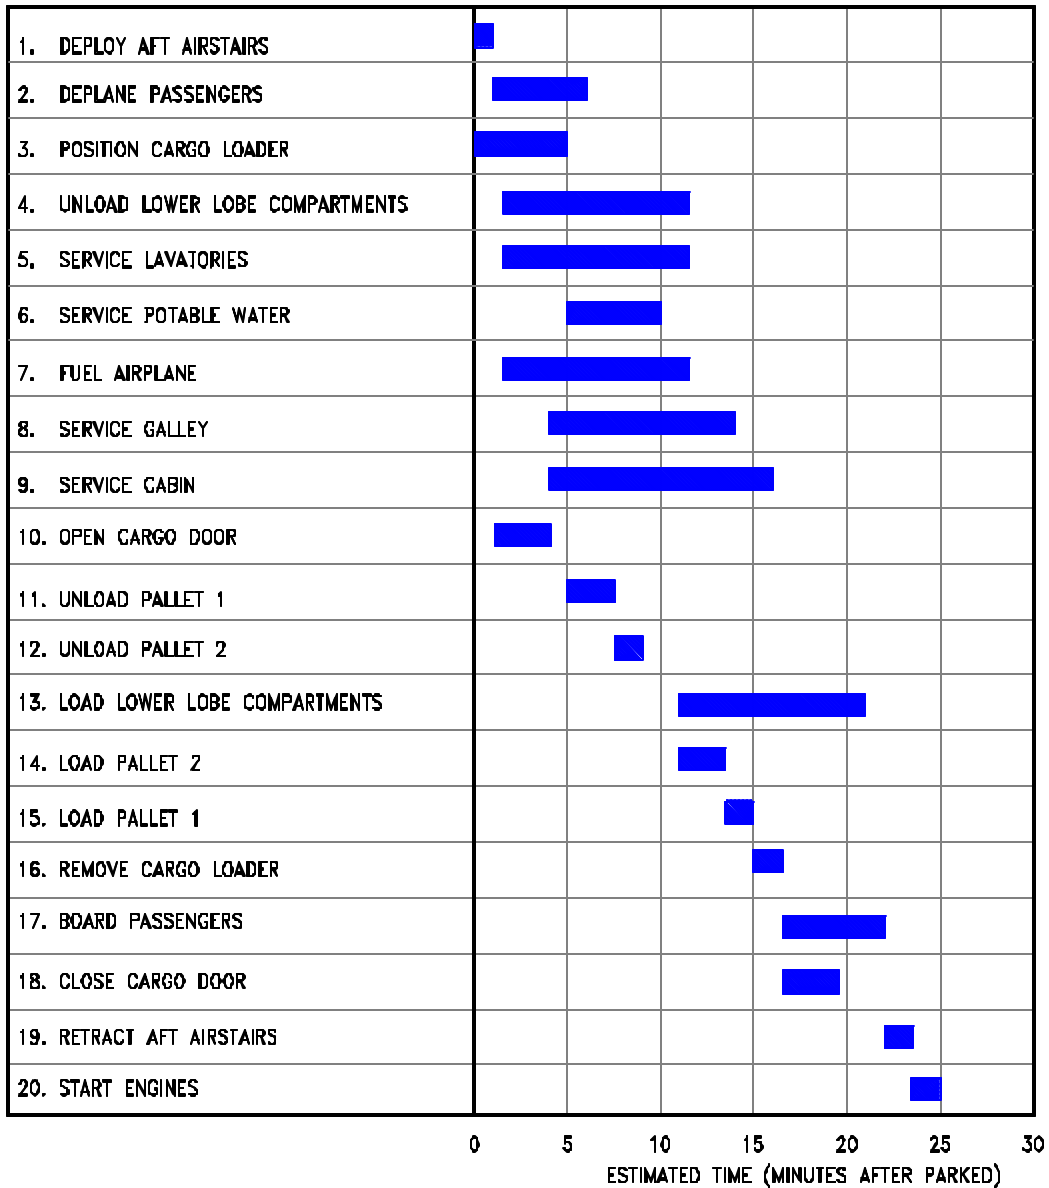 1. DEPLOY AFT AIRSTAIRS
2. DEPLANE PASSENGERS
3. POSITION CARGO LOADER
4. UNLOAD LOWER LOBE COMPARTMENTS
5. SERVICE LAVATORIES
6. SERVICE POTABLE WATER
7. FUEL AIRPLANE
8. SERVICE GALLEY
9. SERVICE CABIN
10. OPEN CARGO DOOR
11. UNLOAD PALLET 1
12. UNLOAD PALLET 2
13. LOAD LOWER LOBE COMPARTMENTS
14. LOAD PALLET 2
15. LOAD PALLET 1
16. REMOVE CARGO LOADER
17. BOARD PASSENGERS
18. CLOSE CARGO DOOR
19. RETRACT AFT AIRSTAIRS
20. START ENGINES
0 5 10 15 20 25 30
ESTIMATED TIME (MINUTES AFTER PARKED)